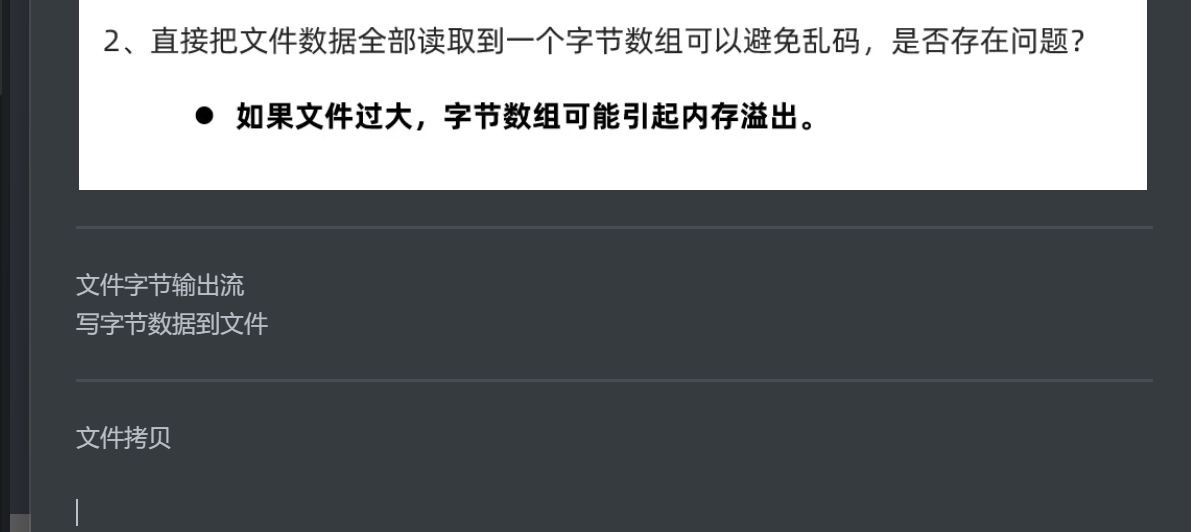 2、直接把文件数据全部读取到一个字节数组可以避免乱码，是否存在问题？
● 如果文件过大，字节数组可能引起内存溢出。
文件字节输出流
写字节数据到文件
文件拷贝